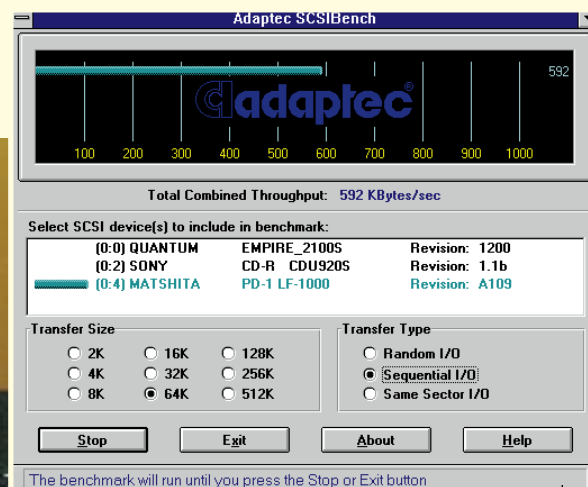 Adaptec SCSIBench
592
adaptec®
100 200 300 400 500 600 700 800 900 1000
Total Combined Throughput: 592 KBytes/sec
Select SCSI device(s) to include in benchmark:
(0:0) QUANTUM EMPIRE_2100S Revision: 1200
(0:2) SONY CD-R CDU920S Revision: 1.1b
(0:4) MATSHITA PD-1 LF-1000 Revision: A109
Transfer Size
2K 16K 128K
4K 32K 256K
8K 64K 512K
Transfer Type
Random I/O
Sequential I/O
Same Sector I/O
Stop Exit About Help
The benchmark will run until you press the Stop or Exit button